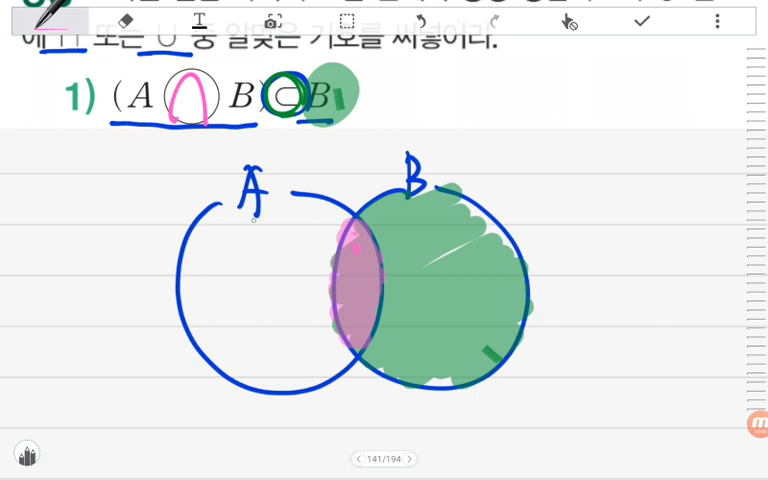 에 ∩ 또는 ∪ 중 알맞은 기호를 써넣어라.
1) (A ∩ B) ⊂ B
A B
141/194